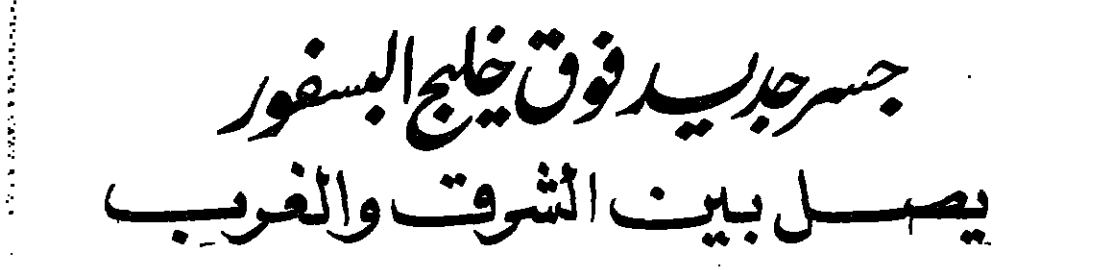 جسر جديد فوق خليج البسفور
يصل بين الشرق والغرب